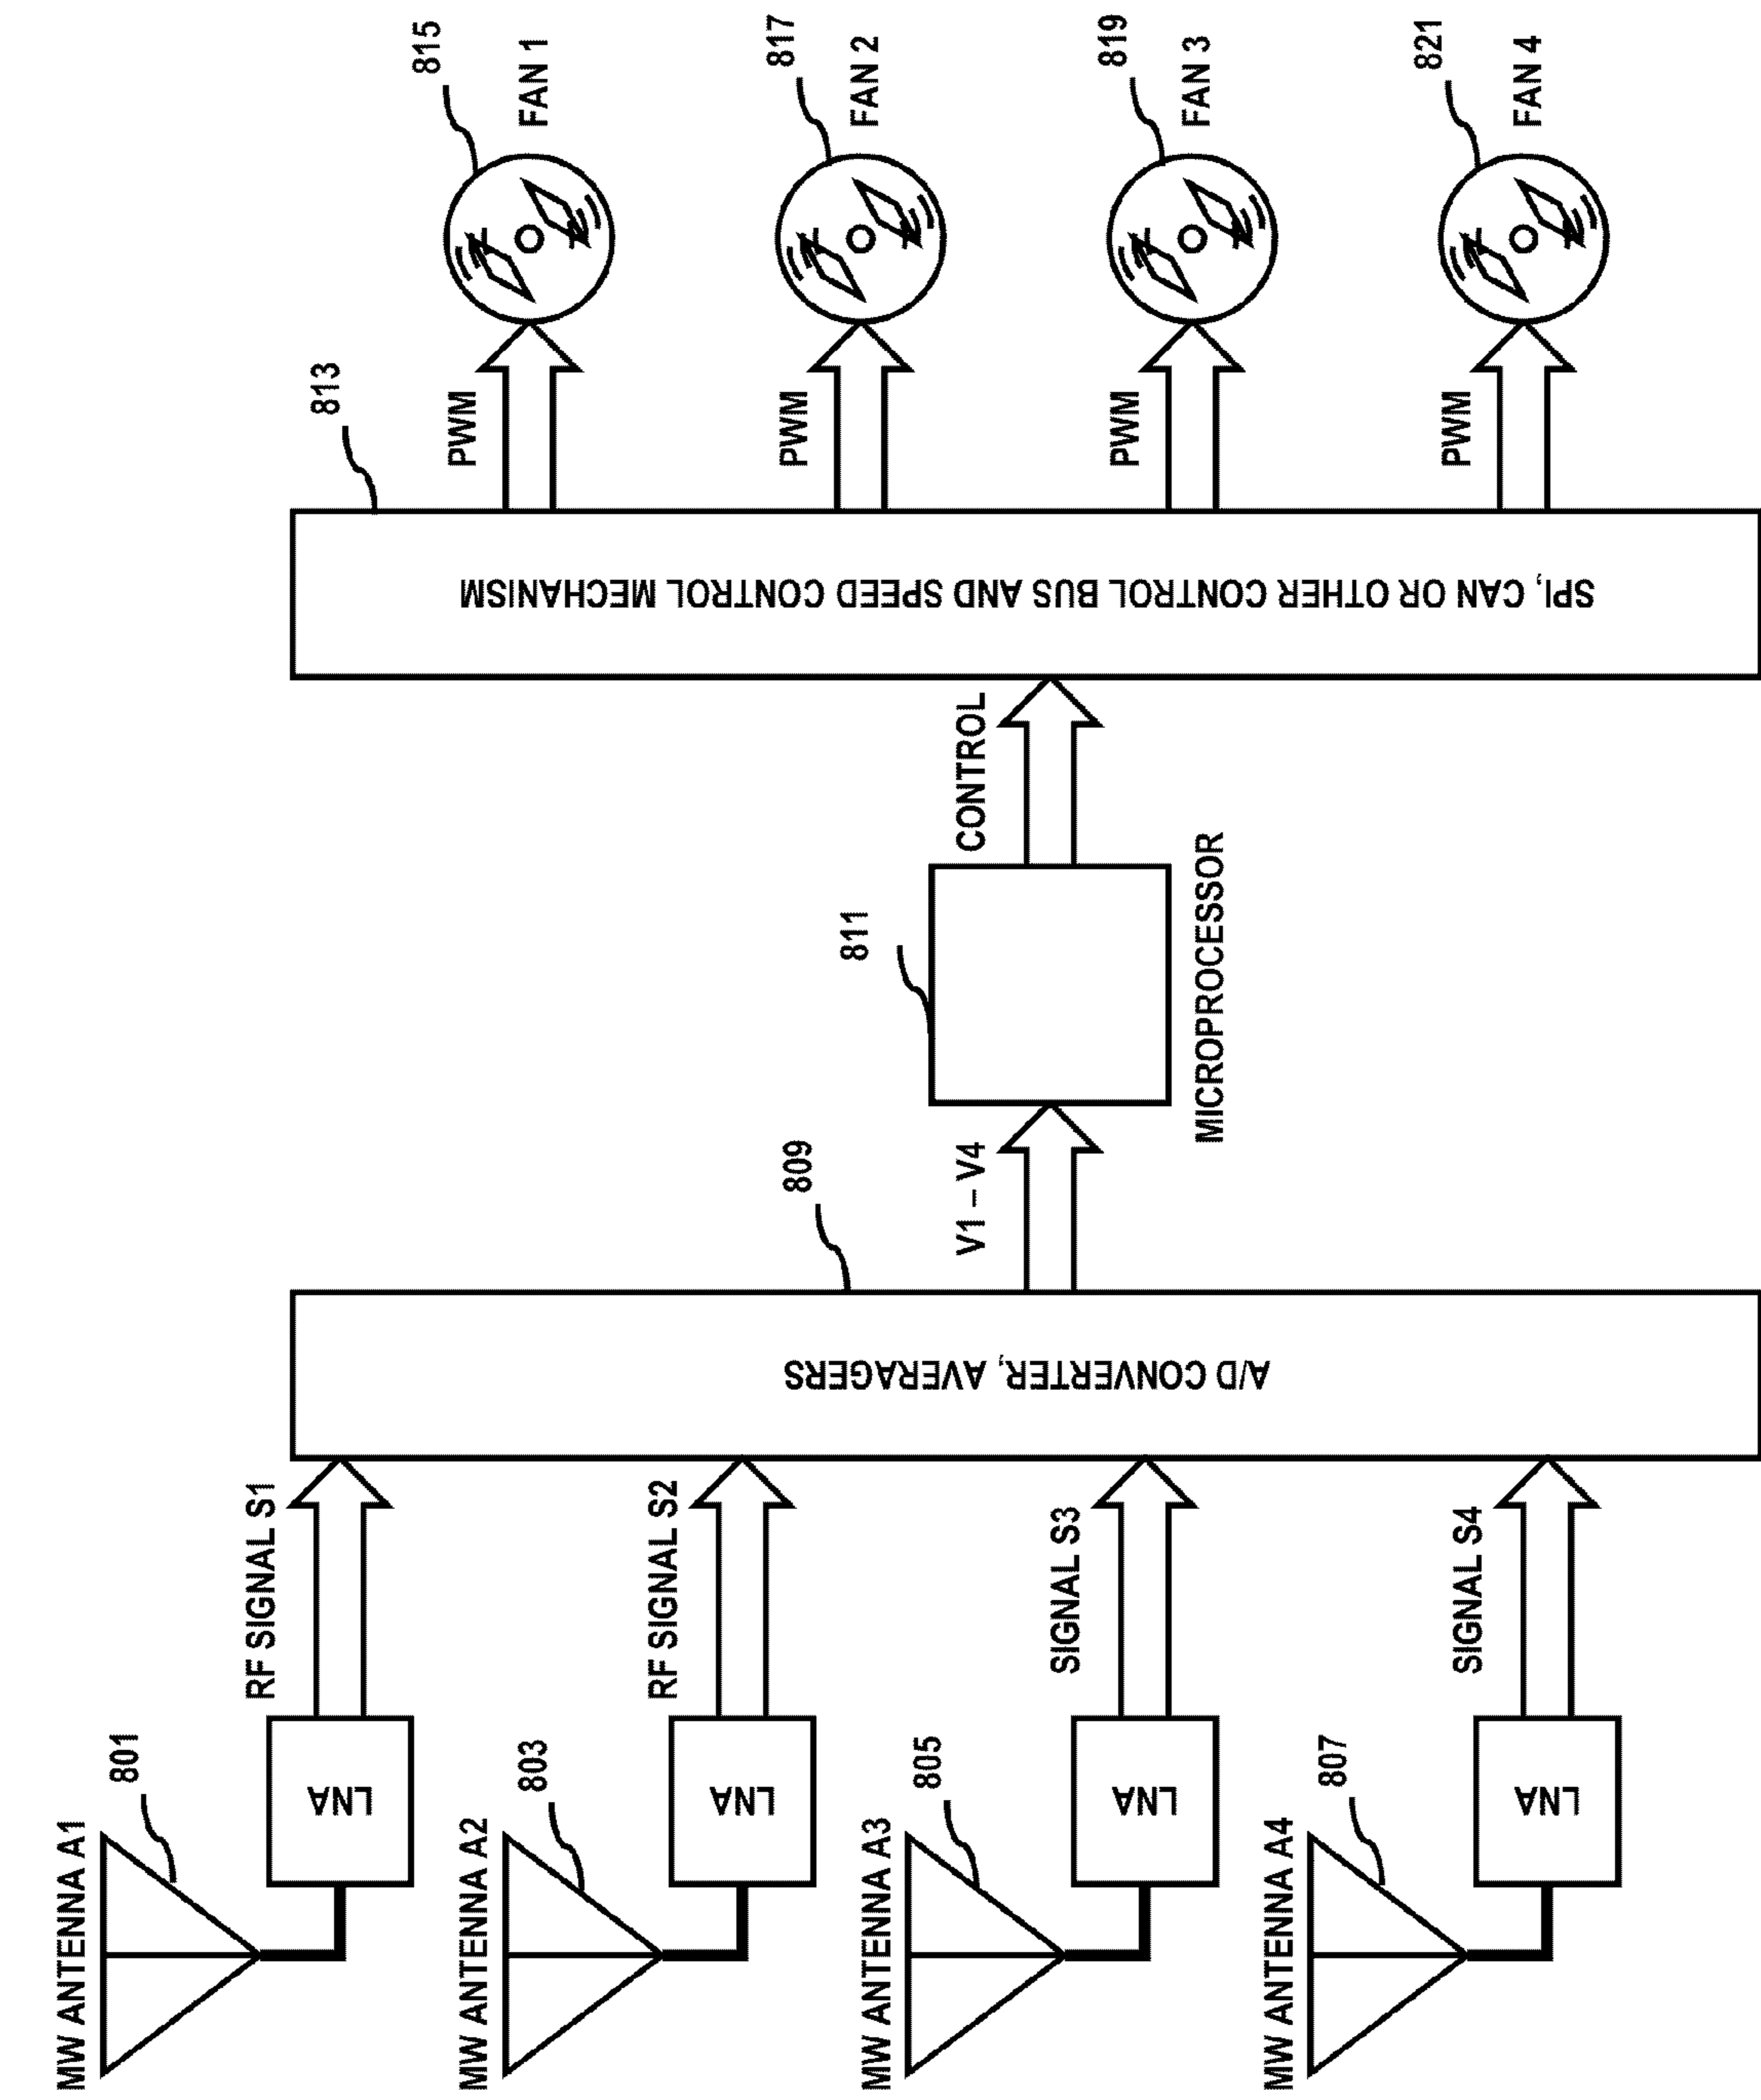 MW ANTENNA A1
801
LNA
RF SIGNAL S1
MW ANTENNA A2
803
LNA
RF SIGNAL S2
MW ANTENNA A3
805
LNA
SIGNAL S3
MW ANTENNA A4
807
LNA
SIGNAL S4
A/D CONVERTER, AVERAGERS
809
V1 – V4
811
MICROPROCESSOR
CONTROL
SPI, CAN OR OTHER CONTROL BUS AND SPEED CONTROL MECHANISM
813
PWM
815
FAN 1
PWM
817
FAN 2
PWM
819
FAN 3
PWM
821
FAN 4